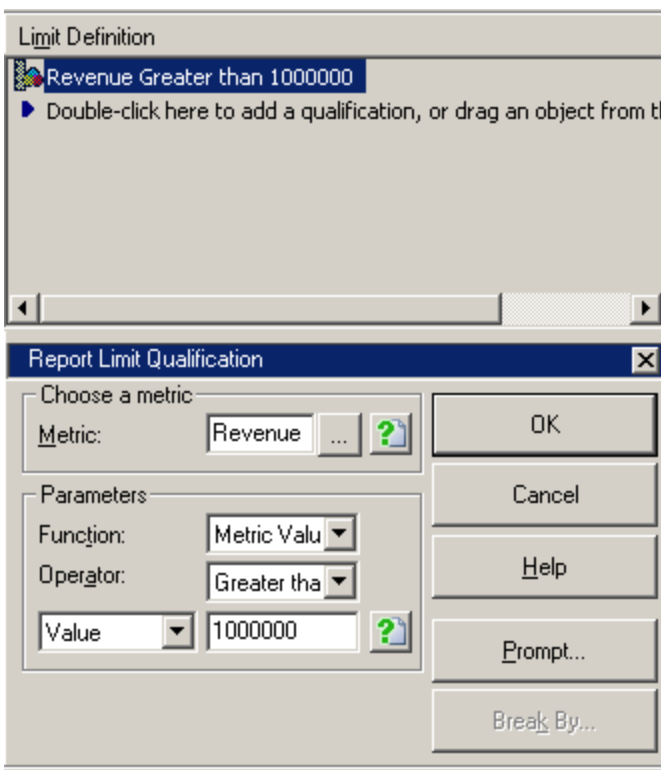 Limit Definition
Revenue Greater than 1000000
Double-click here to add a qualification, or drag an object from t
Report Limit Qualification
Choose a metric
Metric: Revenue ...
OK
Parameters
Cancel
Function: Metric Valu
Operator: Greater tha
Help
Value 1000000
Prompt...
Break By...